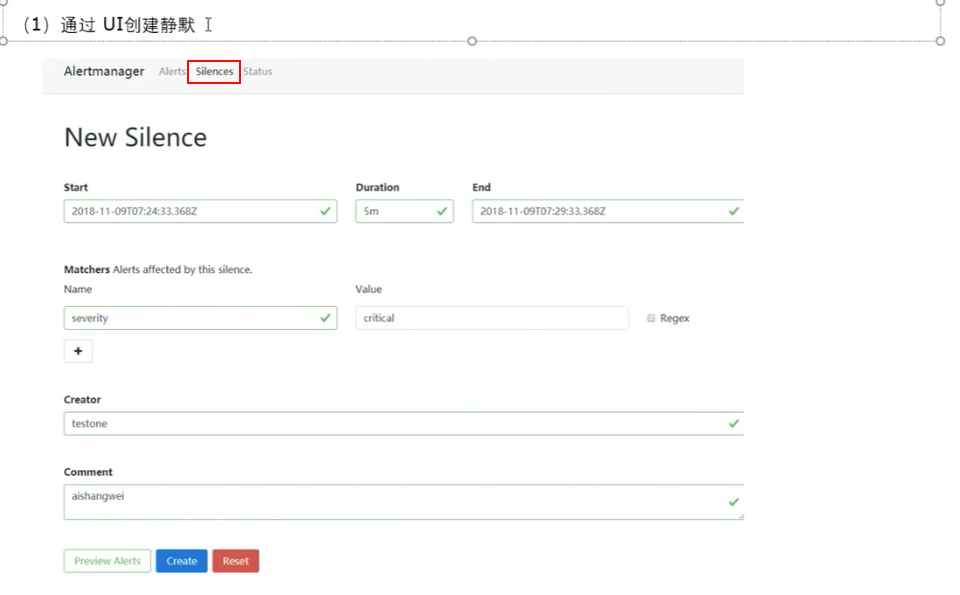 （1）通过 UI创建静默
Alertmanager Alerts Silences Status
New Silence
Start Duration End
2018-11-09T07:24:33.368Z 5m 2018-11-09T07:29:33.368Z
Matchers Alerts affected by this silence.
Name Value
severity critical Regex
+
Creator
testone
Comment
aishangwei
Preview Alerts Create Reset